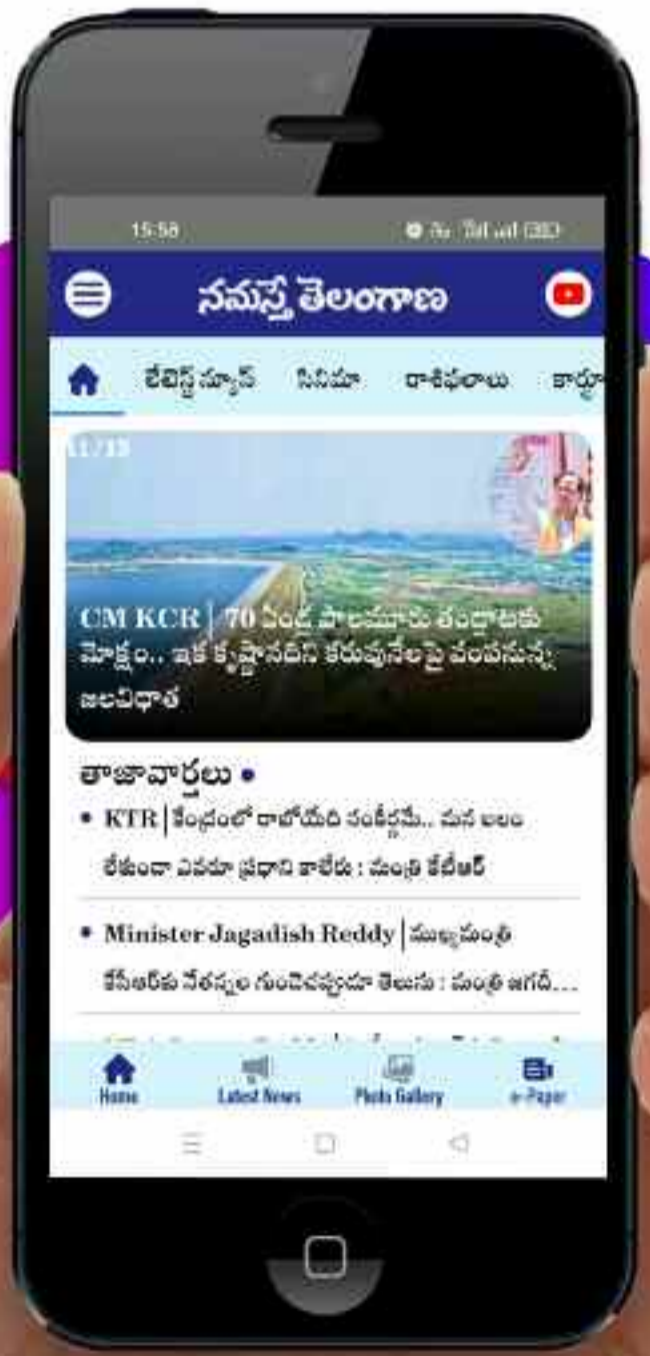 15:58
నమస్తే తెలంగాణ
లేటెస్ట్ న్యూస్ సినిమా రాశిఫలాలు కార్టూ
11/13
CM KCR | 70 ఏండ్ల పాలమూరు తండ్లాటకు
మోక్షం.. ఇక కృష్ణానదిని కరువునేలపై వంపనున్న
జలవిధాత
తాజావార్తలు
KTR | కేంద్రంలో రాబోయేది సంకీర్ణమే.. మన బలం
లేకుండా ఎవరూ ప్రధాని కాలేరు : మంత్రి కేటీఆర్
Minister Jagadish Reddy | ముఖ్యమంత్రి
కేసీఆర్‌కు నేతన్నల గుండెచప్పుడూ తెలుసు : మంత్రి జగదీ...
Home Latest News Photo Gallery e-Paper